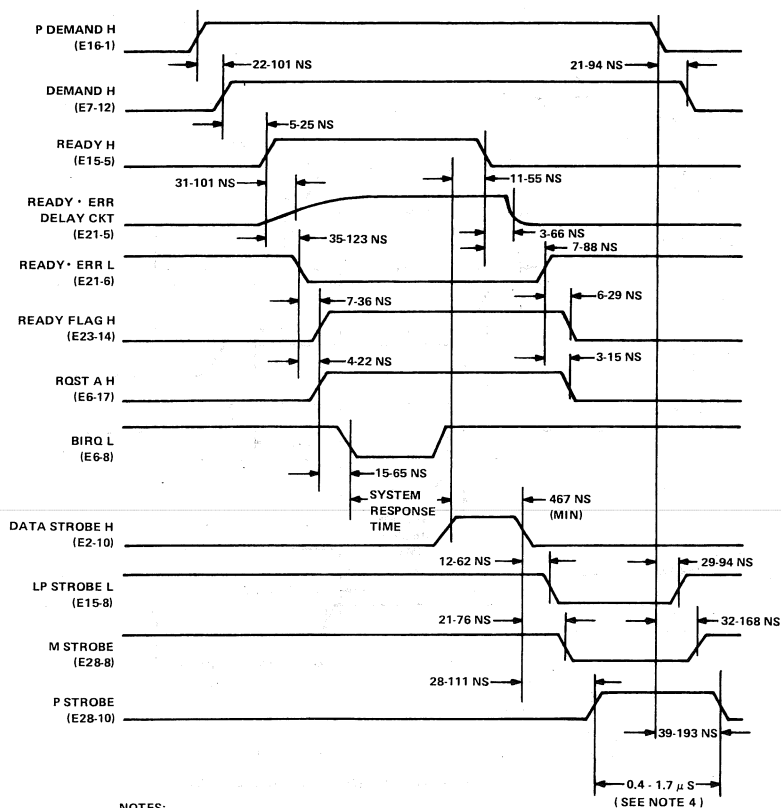 P DEMAND H
(E16-1)
22-101 NS
21-94 NS
DEMAND H
(E7-12)
5-25 NS
READY H
(E15-5)
31-101 NS
11-55 NS
READY · ERR
DELAY CKT
(E21-5)
3-66 NS
35-123 NS
7-88 NS
READY · ERR L
(E21-6)
7-36 NS
6-29 NS
READY FLAG H
(E23-14)
4-22 NS
3-15 NS
RQST A H
(E6-17)
BIRQ L
(E6-8)
15-65 NS
SYSTEM
RESPONSE
TIME
467 NS
(MIN)
DATA STROBE H
(E2-10)
12-62 NS
29-94 NS
LP STROBE L
(E15-8)
21-76 NS
32-168 NS
M STROBE
(E28-8)
28-111 NS
P STROBE
(E28-10)
39-193 NS
0.4 - 1.7 μ S
(SEE NOTE 4)
NOTES: